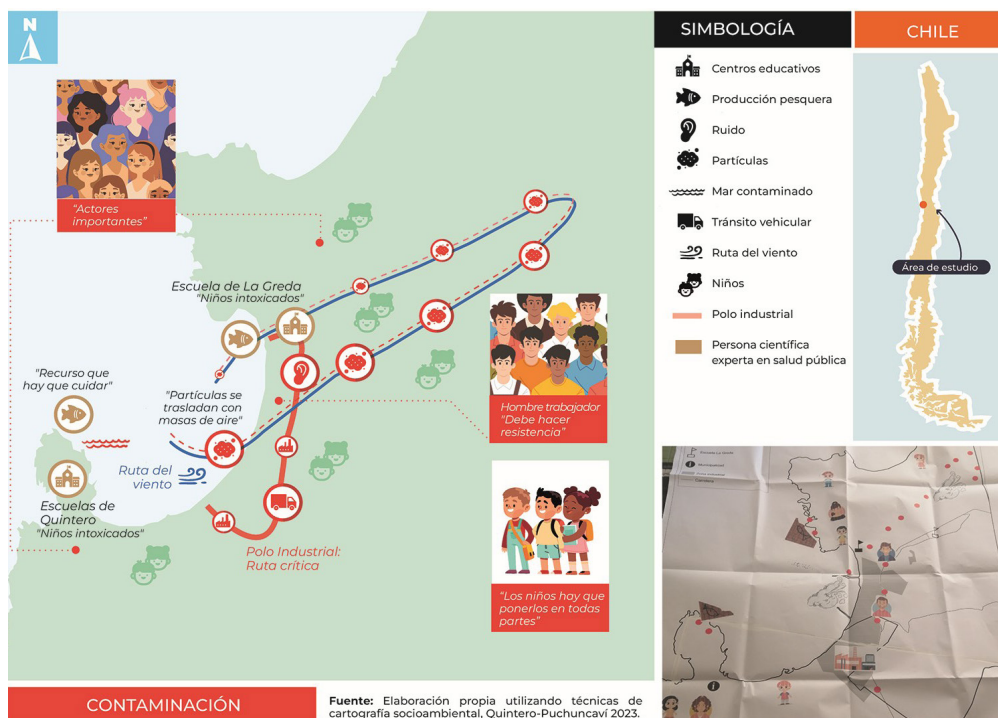 N
"Actores
importantes"
Escuela de La Greda
"Niños intoxicados"
"Recurso que
hay que cuidar"
"Partículas se
trasladan con
masas de aire"
Ruta del
viento
Escuelas de
Quintero
"Niños intoxicados"
Polo Industrial:
Ruta crítica
Hombre trabajador
"Debe hacer
resistencia"
"Los niños hay que
ponerlos en todas
partes"
CONTAMINACIÓN
Fuente: Elaboración propia utilizando técnicas de
cartografía socioambiental, Quintero-Puchuncaví 2023.
SIMBOLOGÍA
Centros educativos
Producción pesquera
Ruido
Partículas
Mar contaminado
Tránsito vehicular
Ruta del viento
Niños
Polo industrial
Persona científica
experta en salud pública
CHILE
Área de estudio